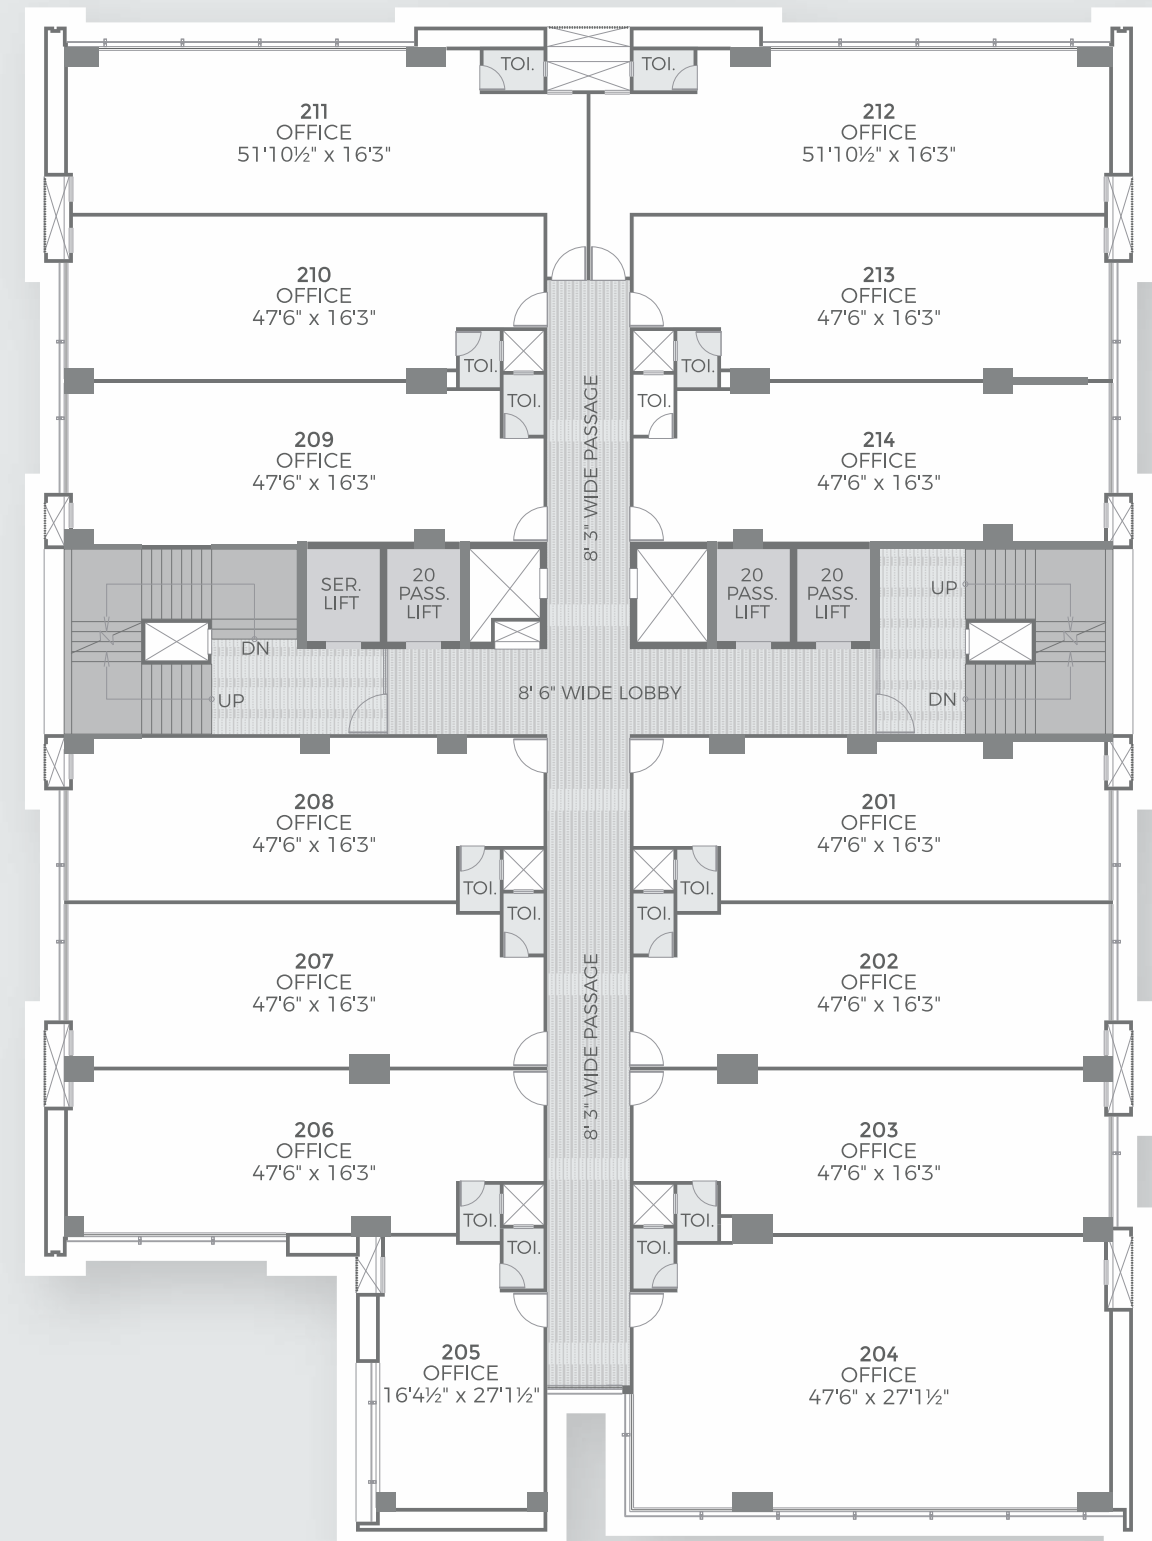 TOI.
TOI.
211
OFFICE
51'10½" x 16'3"
212
OFFICE
51'10½" x 16'3"
210
OFFICE
47'6" x 16'3"
213
OFFICE
47'6" x 16'3"
TOI.
TOI.
TOI.
TOI.
8' 3" WIDE PASSAGE
209
OFFICE
47'6" x 16'3"
214
OFFICE
47'6" x 16'3"
SER.
LIFT
20
PASS.
LIFT
20
PASS.
LIFT
20
PASS.
LIFT
UP
DN
UP
DN
8' 6" WIDE LOBBY
208
OFFICE
47'6" x 16'3"
201
OFFICE
47'6" x 16'3"
TOI.
TOI.
TOI.
TOI.
207
OFFICE
47'6" x 16'3"
202
OFFICE
47'6" x 16'3"
8' 3" WIDE PASSAGE
206
OFFICE
47'6" x 16'3"
203
OFFICE
47'6" x 16'3"
TOI.
TOI.
TOI.
TOI.
205
OFFICE
16'4½" x 27'1½"
204
OFFICE
47'6" x 27'1½"